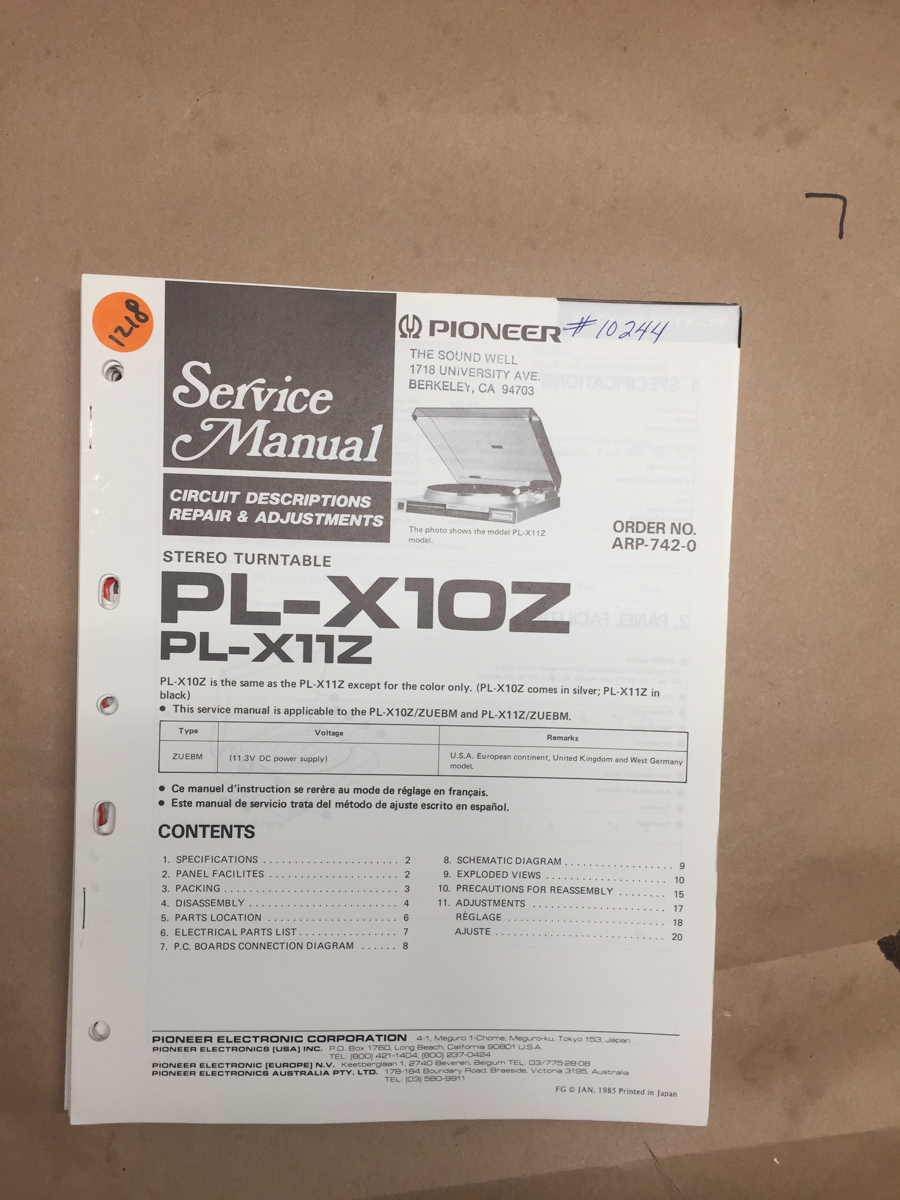 1218
Service
Manual
PIONEER #10244
THE SOUND WELL
1718 UNIVERSITY AVE.
BERKELEY, CA 94703
CIRCUIT DESCRIPTIONS
REPAIR & ADJUSTMENTS
The photo shows the model PL-X11Z
model.
ORDER NO.
ARP-742-0
STEREO TURNTABLE
PL-X10Z
PL-X11Z
PL-X10Z is the same as the PL-X11Z except for the color only. (PL-X10Z comes in silver; PL-X11Z in
black)
● This service manual is applicable to the PL-X10Z/ZUEBM and PL-X11Z/ZUEBM.
Type Voltage Remarks
ZUEBM (11.3V DC power supply) U.S.A. European continent, United Kingdom and West Germany
model.
● Ce manuel d'instruction se rerère au mode de réglage en français.
● Este manual de servicio trata del método de ajuste escrito en español.
CONTENTS
1. SPECIFICATIONS . . . . . . . . . . . . . . . . . . . . . . 2
2. PANEL FACILITES . . . . . . . . . . . . . . . . . . . . . 2
3. PACKING . . . . . . . . . . . . . . . . . . . . . . . . . . . . 3
4. DISASSEMBLY . . . . . . . . . . . . . . . . . . . . . . . . 4
5. PARTS LOCATION . . . . . . . . . . . . . . . . . . . . . 6
6. ELECTRICAL PARTS LIST . . . . . . . . . . . . . . . . 7
7. P.C. BOARDS CONNECTION DIAGRAM . . . . . . 8
8. SCHEMATIC DIAGRAM . . . . . . . . . . . . . . . . . 9
9. EXPLODED VIEWS . . . . . . . . . . . . . . . . . . . . 10
10. PRECAUTIONS FOR REASSEMBLY . . . . . . . . 15
11. ADJUSTMENTS . . . . . . . . . . . . . . . . . . . . . . 17
RÉGLAGE . . . . . . . . . . . . . . . . . . . . . . . . . . 18
AJUSTE . . . . . . . . . . . . . . . . . . . . . . . . . . . 20
PIONEER ELECTRONIC CORPORATION 4-1, Meguro 1-Chome, Meguro-ku, Tokyo 153, Japan
PIONEER ELECTRONICS [USA] INC. P.O. Box 1760, Long Beach, California 90801 U.S.A.
TEL: [800] 421-1404, [800] 237-0424
PIONEER ELECTRONIC [EUROPE] N.V. Keetberglaan 1, 2740 Beveren, Belgium TEL: 03/775-28-08
PIONEER ELECTRONICS AUSTRALIA PTY. LTD. 178-184 Boundary Road, Braeside, Victoria 3195, Australia
TEL: [03] 580-9911
FG © JAN. 1985 Printed in Japan